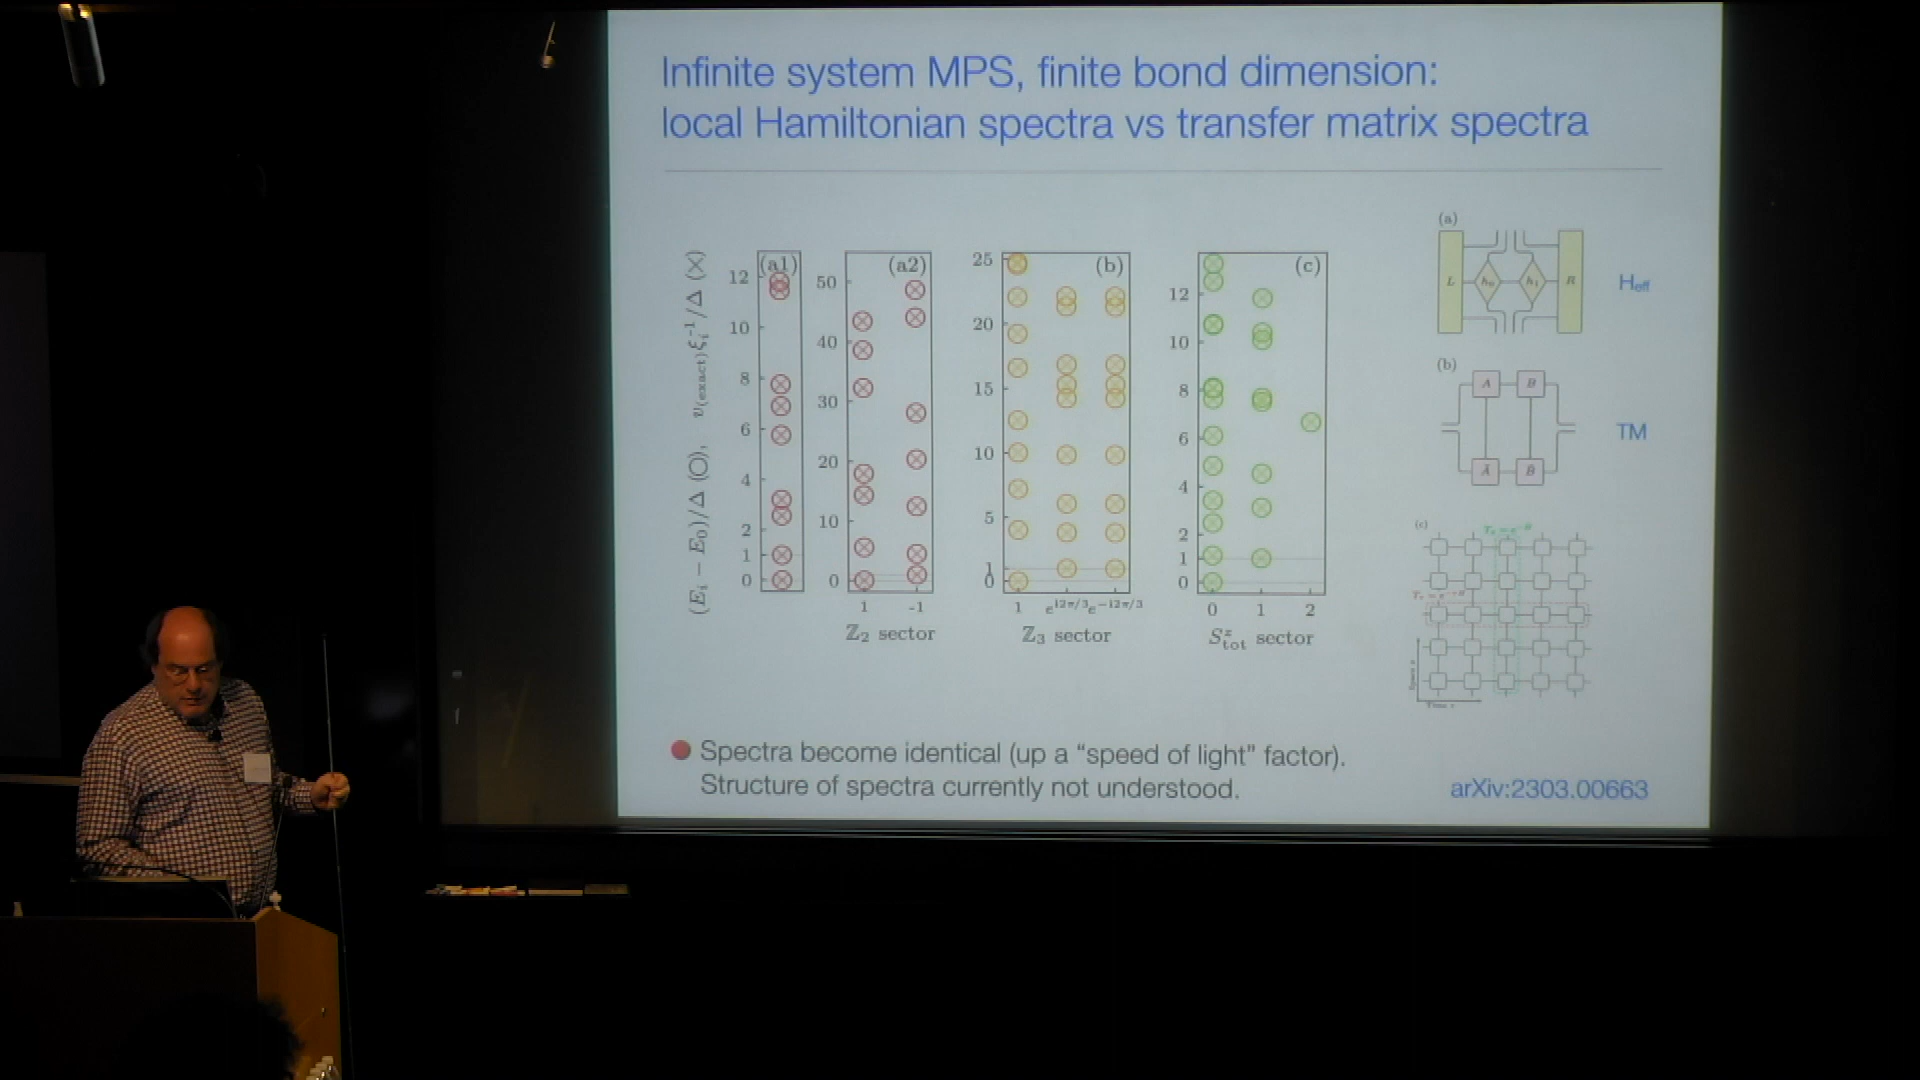 Infinite system MPS, finite bond dimension:
local Hamiltonian spectra vs transfer matrix spectra
(E_i − E_0)/Δ (○), v_(exact) ξ_i^−1/Δ (×)
(a1)
12
10
8
6
4
2
1
0
(a2)
50
40
30
20
10
0
1 -1
ℤ₂ sector
(b)
25
20
15
10
5
1
0
1 e^i2π/3 e^−i2π/3
ℤ₃ sector
(c)
12
10
8
6
4
2
1
0
0 1 2
S^z_tot sector
(a)
L h₀ h₁ R
H_eff
(b)
A B
Ā B̄
TM
(c)
Spectra become identical (up a “speed of light” factor).
Structure of spectra currently not understood.
arXiv:2303.00663